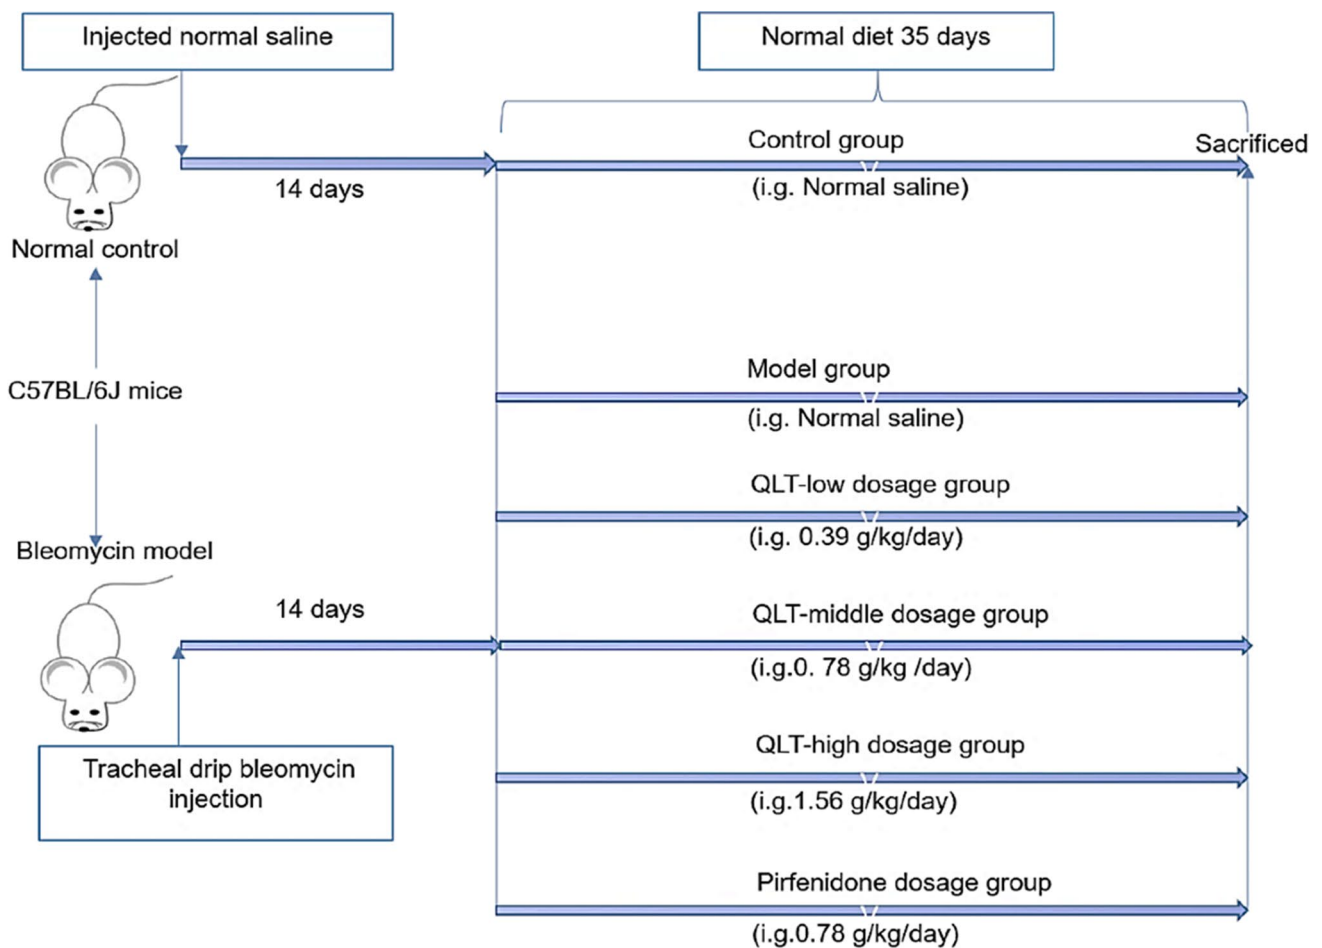 Injected normal saline
Normal diet 35 days
Control group
Sacrificed
14 days
(i.g. Normal saline)
Normal control
Model group
C57BL/6J mice
(i.g. Normal saline)
QLT-low dosage group
(i.g. 0.39 g/kg/day)
Bleomycin model
14 days
QLT-middle dosage group
(i.g.0. 78 g/kg /day)
QLT-high dosage group
Tracheal drip bleomycin
injection
(i.g.1.56 g/kg/day)
Pirfenidone dosage group
(i.g.0.78 g/kg/day)